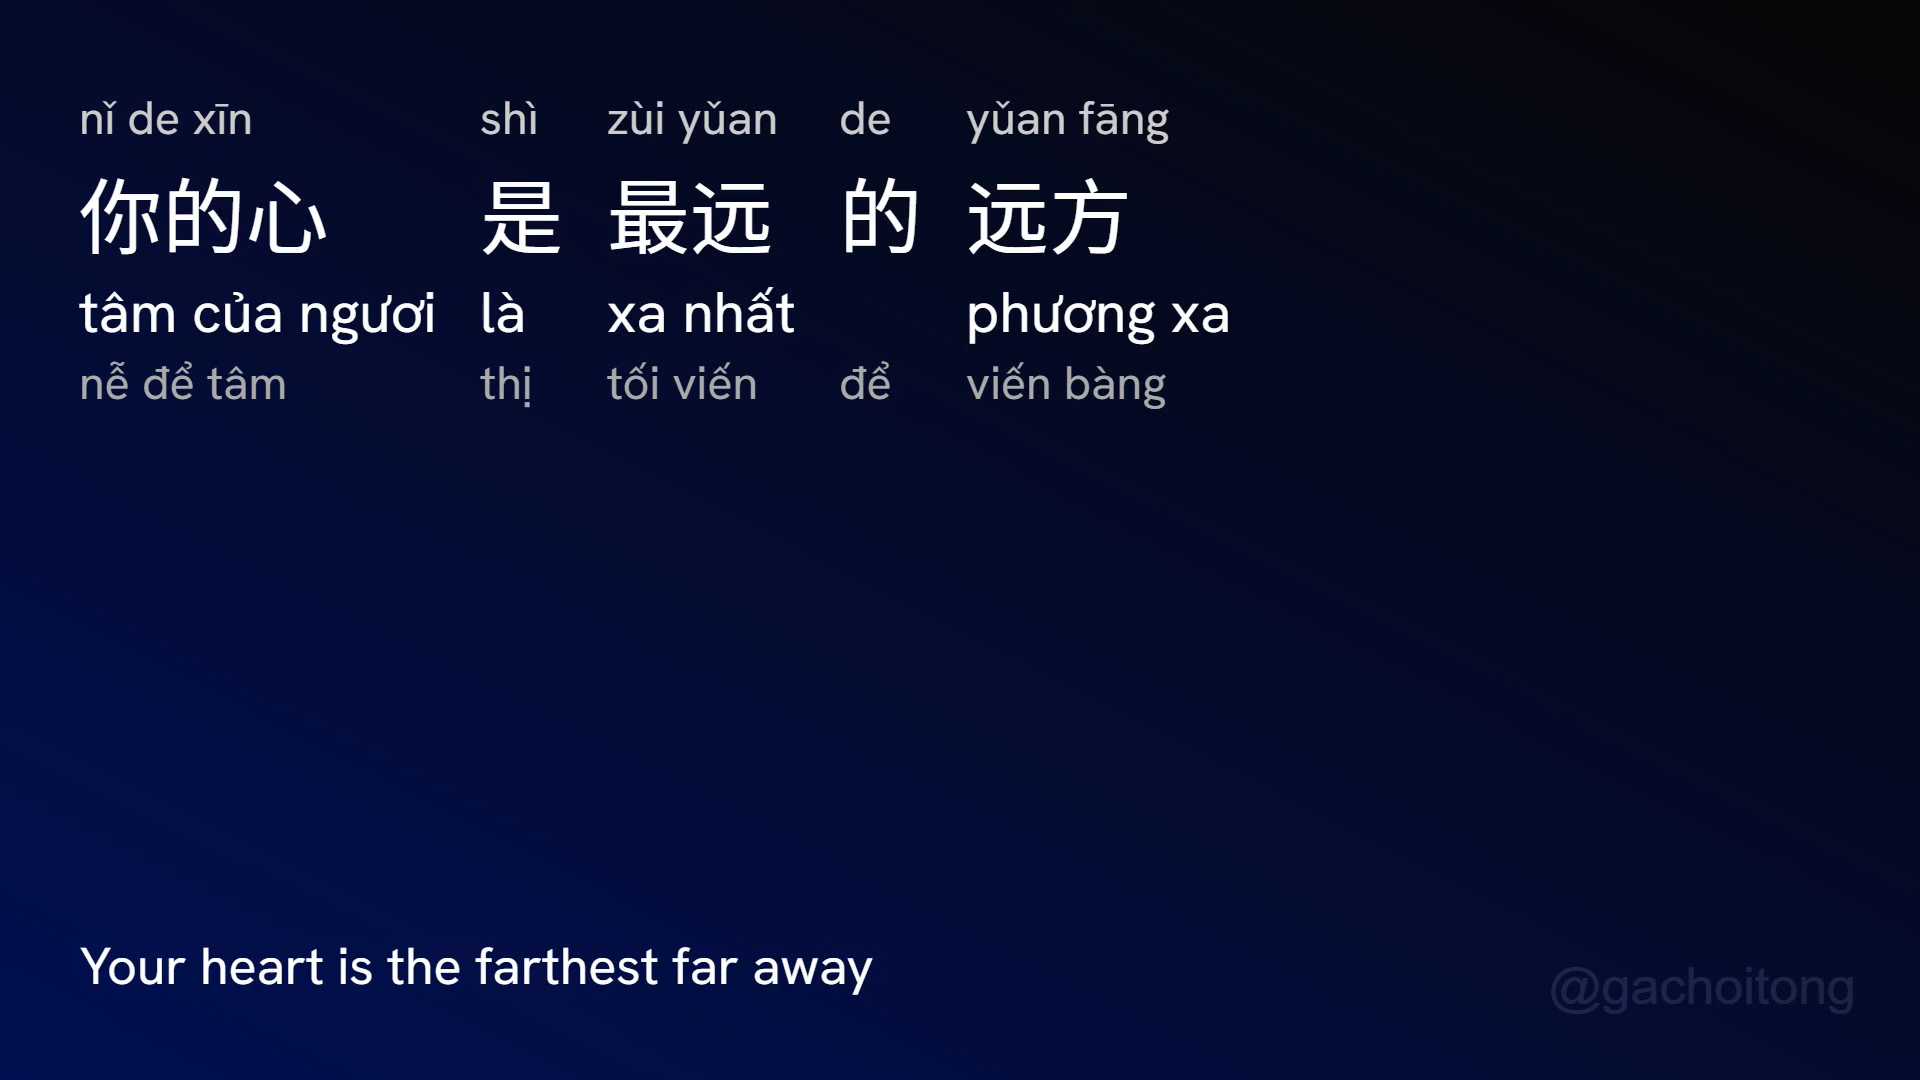 nǐ de xīn shì zùi yǔan de yǔan fāng
你的心 是 最远 的 远方
tâm của ngươi là xa nhất phương xa
nễ để tâm thị tối viến để viến bàng
Your heart is the farthest far away
@gachoitong